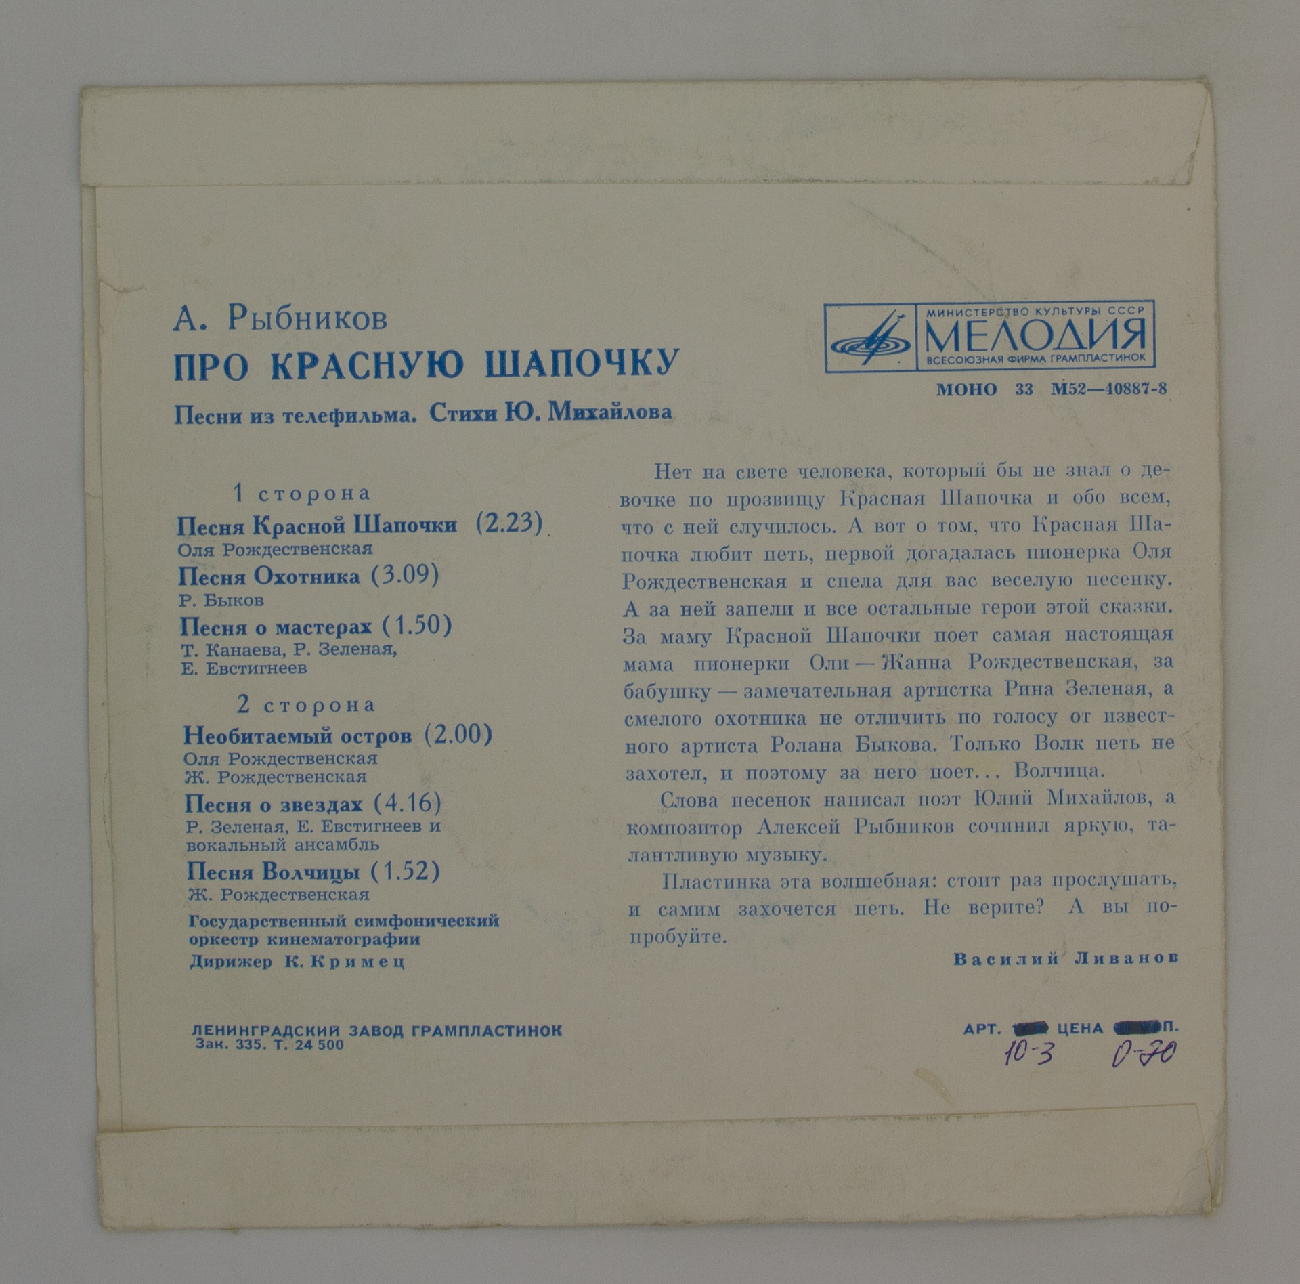 А. Рыбников
ПРО КРАСНУЮ ШАПОЧКУ
Песни из телефильма. Стихи Ю. Михайлова
МИНИСТЕРСТВО КУЛЬТУРЫ СССР
МЕЛОДИЯ
ВСЕСОЮЗНАЯ ФИРМА ГРАМПЛАСТИНОК
МОНО 33 М52—40887-8
1 сторона
Песня Красной Шапочки (2.23)
Оля Рождественская
Песня Охотника (3.09)
Р. Быков
Песня о мастерах (1.50)
Т. Канаева, Р. Зеленая,
Е. Евстигнеев
2 сторона
Необитаемый остров (2.00)
Оля Рождественская
Ж. Рождественская
Песня о звездах (4.16)
Р. Зеленая, Е. Евстигнеев и
вокальный ансамбль
Песня Волчицы (1.52)
Ж. Рождественская
Государственный симфонический
оркестр кинематографии
Дирижер К. Кримец
Нет на свете человека, который бы не знал о де-
вочке по прозвищу Красная Шапочка и обо всем,
что с ней случилось. А вот о том, что Красная Ша-
почка любит петь, первой догадалась пионерка Оля
Рождественская и спела для вас веселую песенку.
А за ней запели и все остальные герои этой сказки.
За маму Красной Шапочки поет самая настоящая
мама пионерки Оли — Жанна Рождественская, за
бабушку — замечательная артистка Рина Зеленая, а
смелого охотника не отличить по голосу от извест-
ного артиста Ролана Быкова. Только Волк петь не
захотел, и поэтому за него поет... Волчица.
Слова песенок написал поэт Юлий Михайлов, а
композитор Алексей Рыбников сочинил яркую, та-
лантливую музыку.
Пластинка эта волшебная: стоит раз прослушать,
и самим захочется петь. Не верите? А вы по-
пробуйте.
Василий Ливанов
ЛЕНИНГРАДСКИЙ ЗАВОД ГРАМПЛАСТИНОК
Зак. 335. Т. 24 500
АРТ. ЦЕНА П.
10-3 0-70